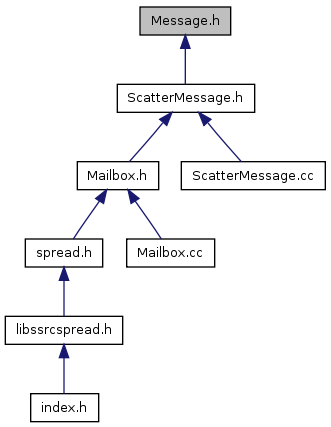 Message.h
ScatterMessage.h
Mailbox.h
ScatterMessage.cc
spread.h
Mailbox.cc
libssrcspread.h
index.h